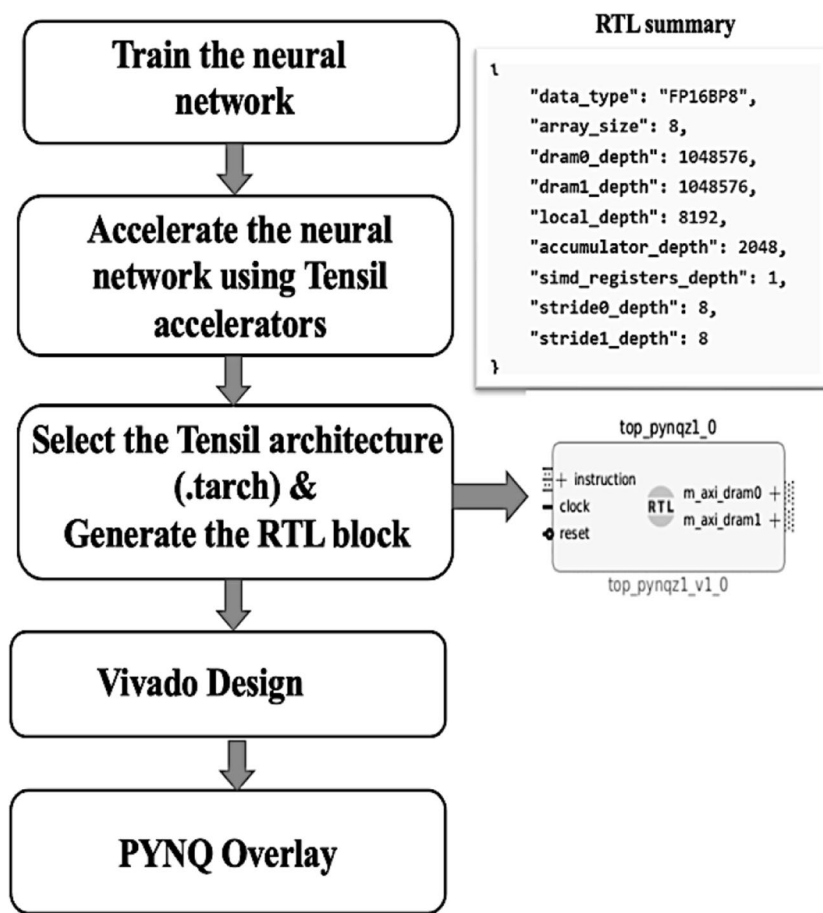 Train the neural
network
Accelerate the neural
network using Tensil
accelerators
Select the Tensil architecture
(.tarch) &
Generate the RTL block
Vivado Design
PYNQ Overlay
RTL summary
{
"data_type": "FP16BP8",
"array_size": 8,
"dram0_depth": 1048576,
"dram1_depth": 1048576,
"local_depth": 8192,
"accumulator_depth": 2048,
"simd_registers_depth": 1,
"stride0_depth": 8,
"stride1_depth": 8
}
top_pynqz1_0
+ instruction
clock
reset
RTL
m_axi_dram0 +
m_axi_dram1 +
top_pynqz1_v1_0